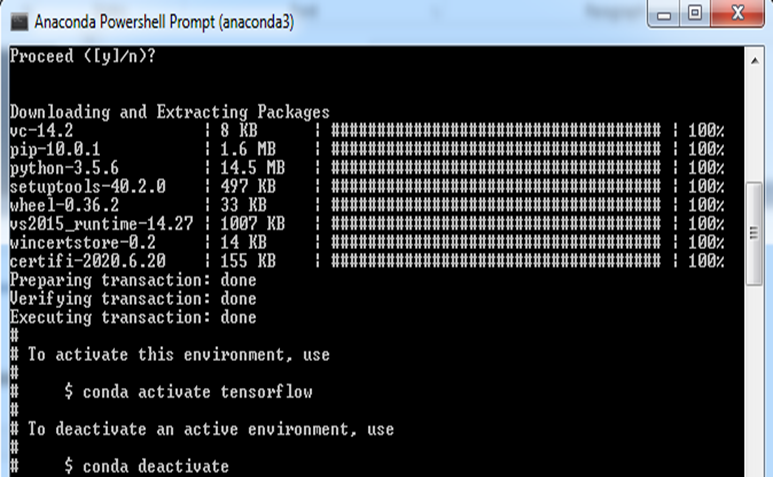 Anaconda Powershell Prompt (anaconda3)
Proceed ([y]/n)?
Downloading and Extracting Packages
vc-14.2 | 8 KB | #################################### | 100%
pip-10.0.1 | 1.6 MB | #################################### | 100%
python-3.5.6 | 14.5 MB | #################################### | 100%
setuptools-40.2.0 | 497 KB | #################################### | 100%
wheel-0.36.2 | 33 KB | #################################### | 100%
vs2015_runtime-14.27 | 1007 KB | #################################### | 100%
wincertstore-0.2 | 14 KB | #################################### | 100%
certifi-2020.6.20 | 155 KB | #################################### | 100%
Preparing transaction: done
Verifying transaction: done
Executing transaction: done
#
# To activate this environment, use
#
# $ conda activate tensorflow
#
# To deactivate an active environment, use
#
# $ conda deactivate